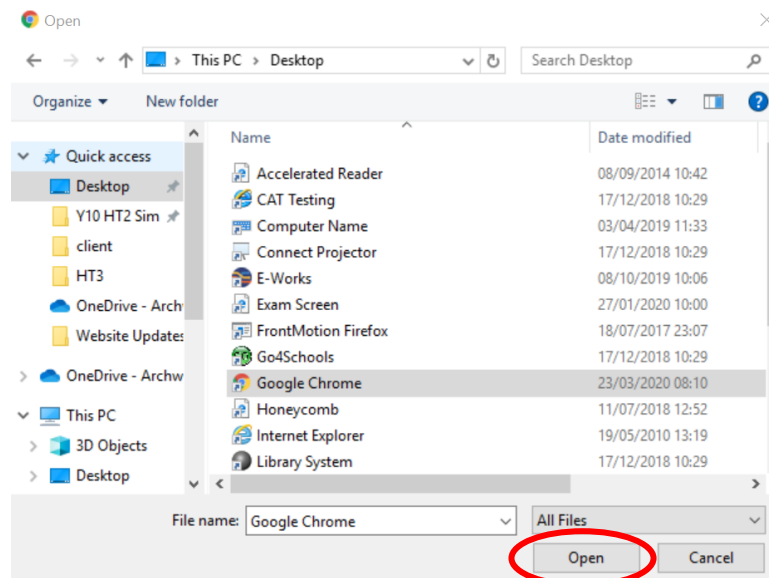 Open
This PC > Desktop
Search Desktop
Organize
New folder
?
Name
Date modified
Quick access
Desktop
Y10 HT2 Sim
client
HT3
OneDrive - Arch
Website Updates
OneDrive - Archw
This PC
3D Objects
Desktop
Accelerated Reader 08/09/2014 10:42
CAT Testing 17/12/2018 10:29
Computer Name 03/04/2019 11:33
Connect Projector 17/12/2018 10:29
E-Works 08/10/2019 10:06
Exam Screen 27/01/2020 10:00
FrontMotion Firefox 18/07/2017 23:07
Go4Schools 17/12/2018 10:29
Google Chrome 23/03/2020 08:10
Honeycomb 11/07/2018 12:52
Internet Explorer 19/05/2010 13:19
Library System 17/12/2018 10:29
File name: Google Chrome
All Files
Open
Cancel